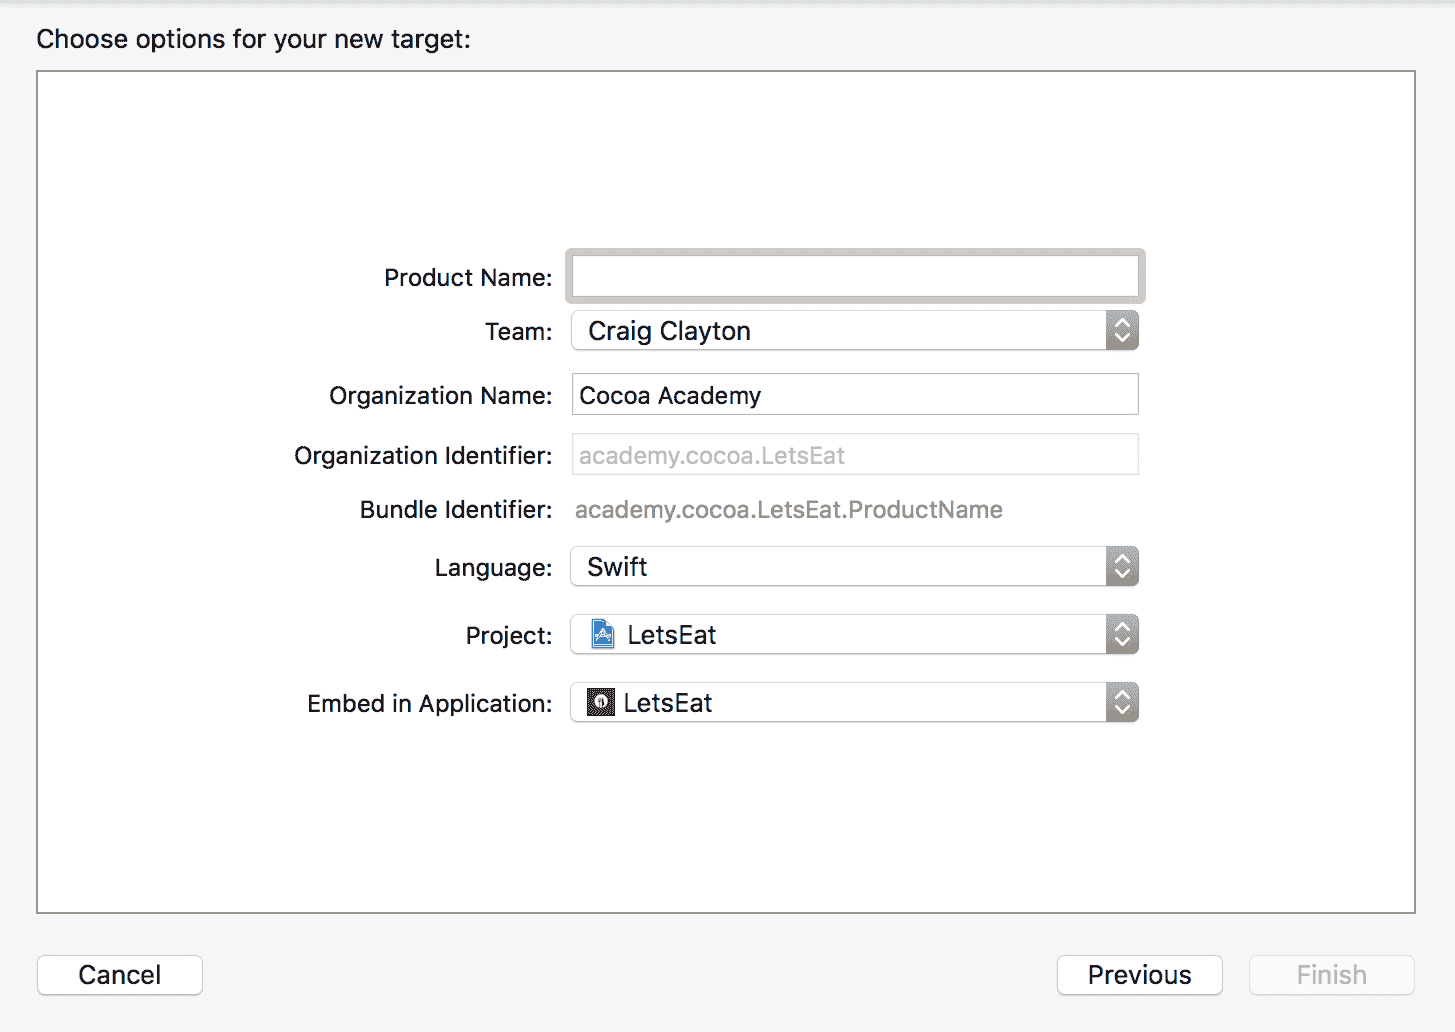 Choose options for your new target:
Product Name:
Team: Craig Clayton
Organization Name: Cocoa Academy
Organization Identifier: academy.cocoa.LetsEat
Bundle Identifier: academy.cocoa.LetsEat.ProductName
Language: Swift
Project: LetsEat
Embed in Application: LetsEat
Cancel Previous Finish